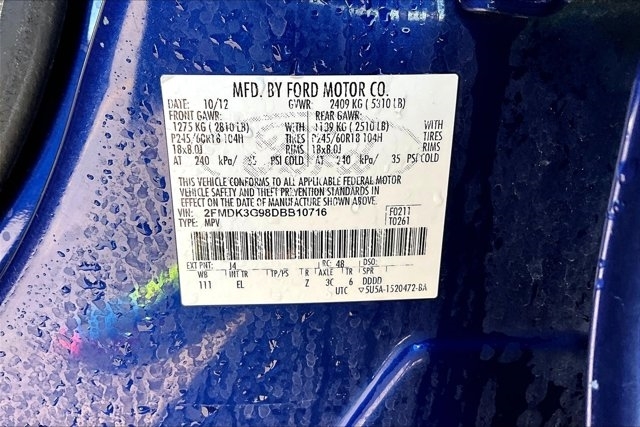 MFD. BY FORD MOTOR CO.
DATE: 10/12 GVWR: 2409 KG ( 5310 LB)
FRONT GAWR: REAR GAWR:
1275 KG ( 2810 LB) WITH 1139 KG ( 2510 LB) WITH
P245/60R18 104H TIRES P245/60R18 104H TIRES
18x8.0J RIMS 18x8.0J RIMS
AT 240 kPa/ 35 PSI COLD AT 240 kPa/ 35 PSI COLD
THIS VEHICLE CONFORMS TO ALL APPLICABLE FEDERAL MOTOR
VEHICLE SAFETY AND THEFT PREVENTION STANDARDS IN EFFECT
ON THE DATE OF MANUFACTURE SHOWN ABOVE.
VIN: 2FMDK3G98DBB10716 F0211
TYPE: MPV T0261
EXT PNT: J4 RC: 48 DSO:
WB INT TR TP/PS R AXLE TR SPR
111 EL Z 3C 6 DDDD
UTC 5U5A-1520472-BA